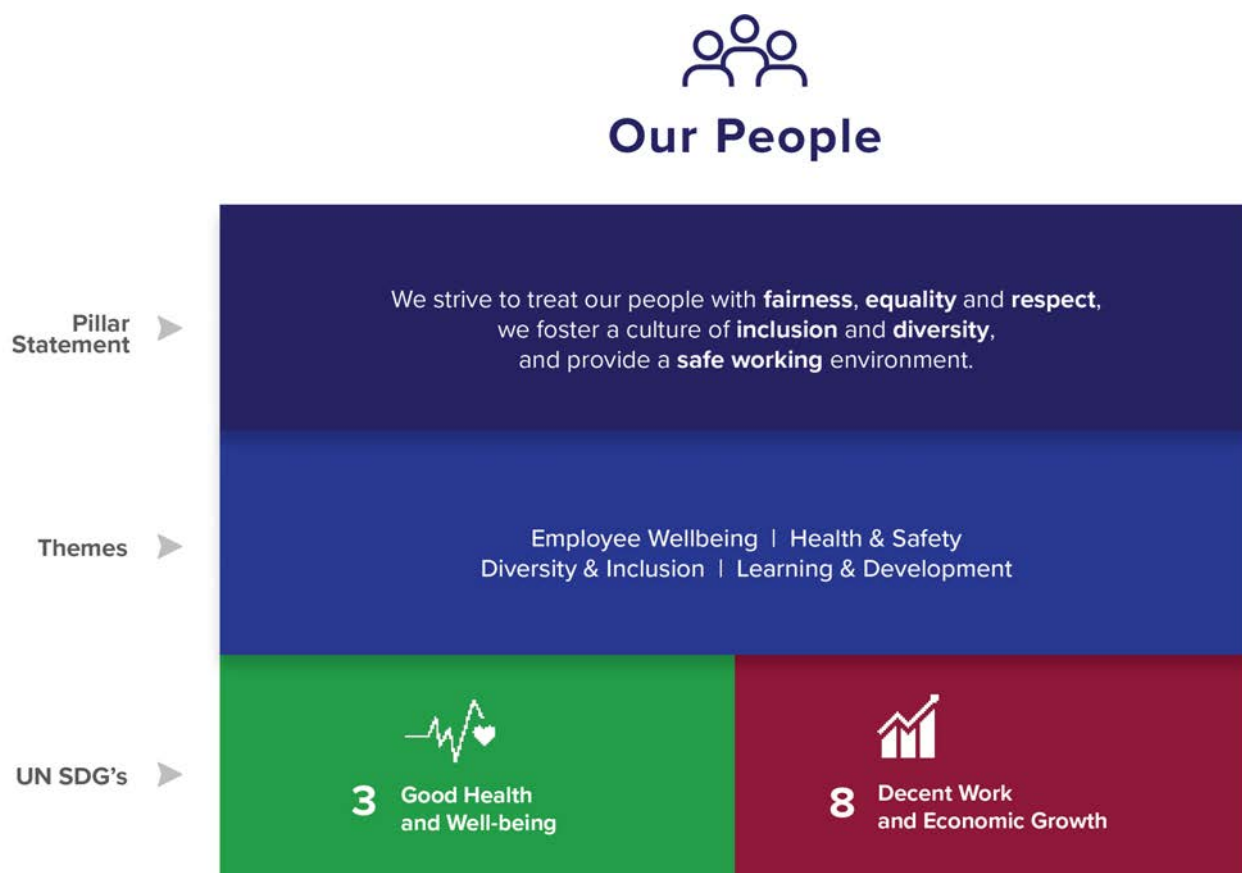 Our People
Pillar
Statement
We strive to treat our people with fairness, equality and respect,
we foster a culture of inclusion and diversity,
and provide a safe working environment.
Themes
Employee Wellbeing | Health & Safety
Diversity & Inclusion | Learning & Development
UN SDG's
3 Good Health
and Well-being
8 Decent Work
and Economic Growth